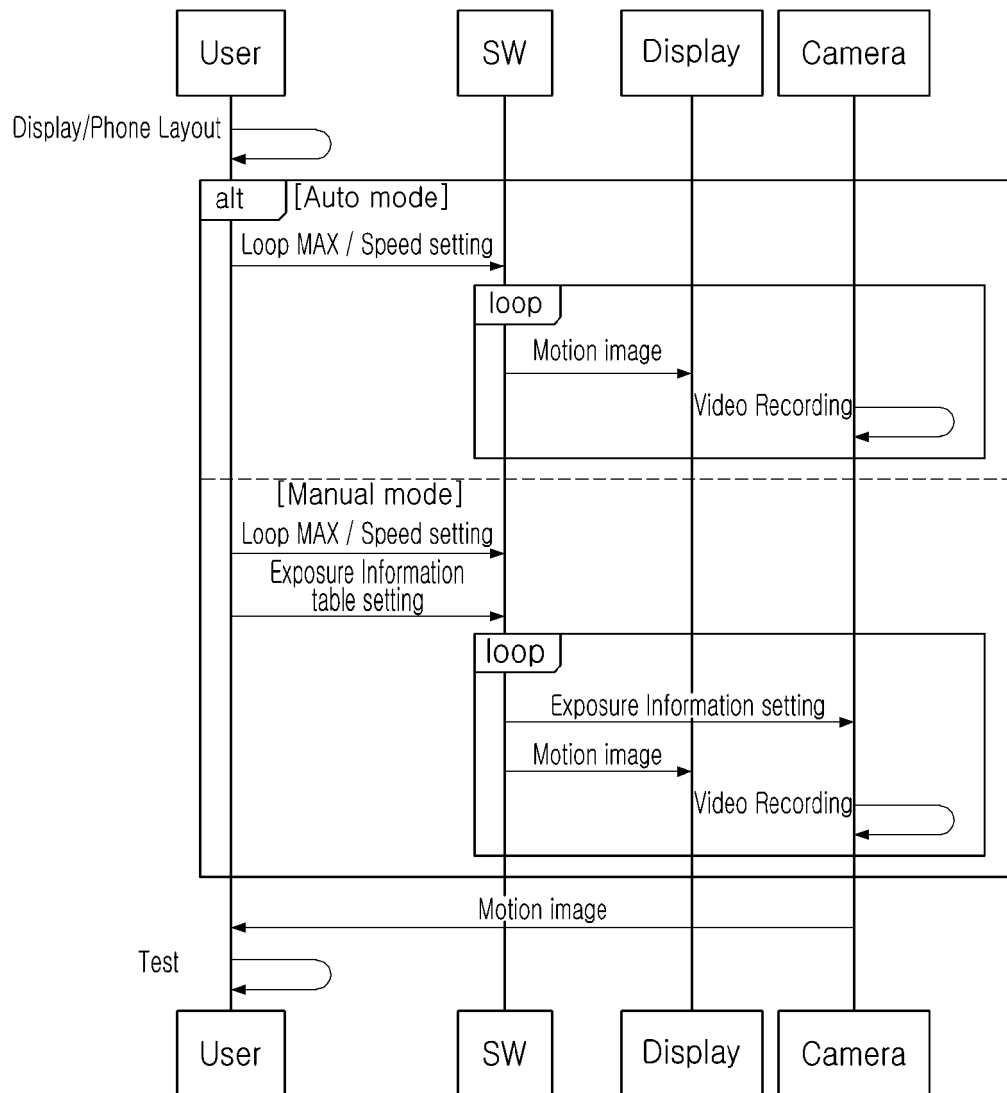 User
SW
Display
Camera
Display/Phone Layout
alt
[Auto mode]
Loop MAX / Speed setting
loop
Motion image
Video Recording
[Manual mode]
Loop MAX / Speed setting
Exposure Information
table setting
loop
Exposure Information setting
Motion image
Video Recording
Motion image
Test
User
SW
Display
Camera